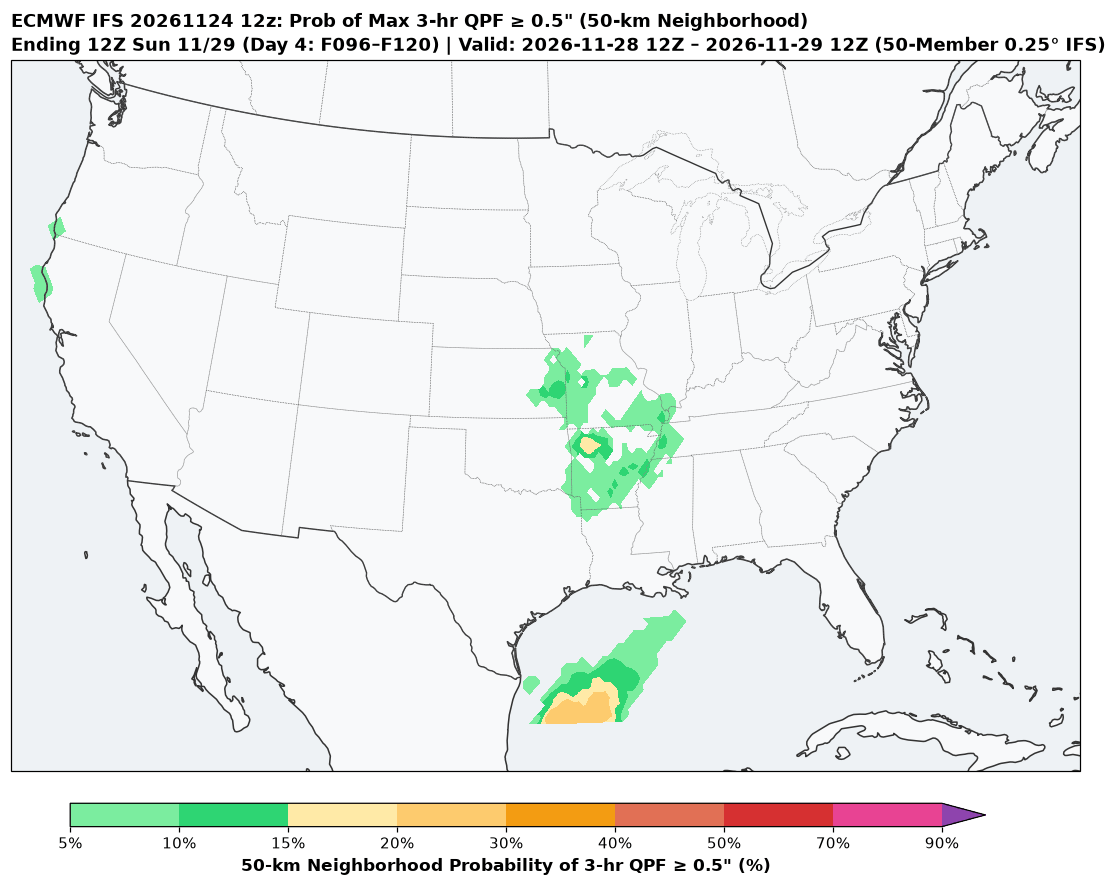 ECMWF IFS 20261124 12z: Prob of Max 3-hr QPF ≥ 0.5" (50-km Neighborhood)
Ending 12Z Sun 11/29 (Day 4: F096–F120) | Valid: 2026-11-28 12Z – 2026-11-29 12Z (50-Member 0.25° IFS)
5% 10% 15% 20% 30% 40% 50% 70% 90%
50-km Neighborhood Probability of 3-hr QPF ≥ 0.5" (%)